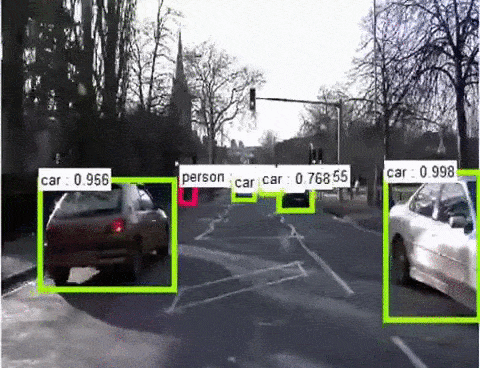 car : 0.998
car : 0.956
person :
car
car : 0.768
55